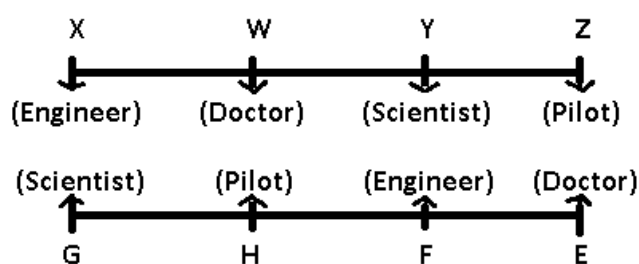 X W Y Z
(Engineer) (Doctor) (Scientist) (Pilot)
(Scientist) (Pilot) (Engineer) (Doctor)
G H F E